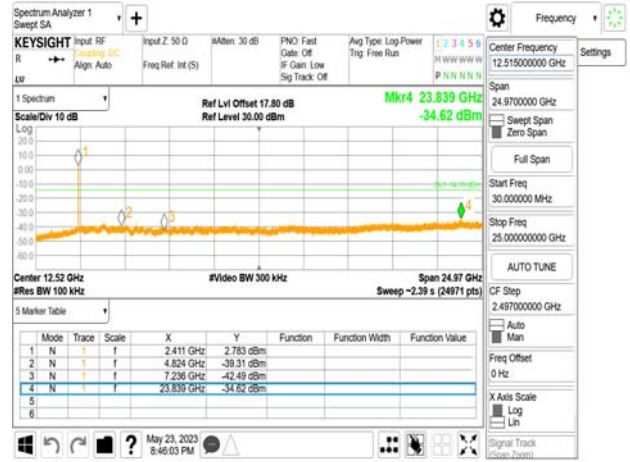 Spectrum Analyzer 1
Swept SA
Frequency
KEYSIGHT
R
Input: RF
Coupling: DC
Align: Auto
Input Z: 50 Ω
Freq Ref: Int (S)
#Atten: 30 dB
PNO: Fast
Gate: Off
IF Gain: Low
Sig Track: Off
Avg Type: Log-Power
Trig: Free Run
1 2 3 4 5 6
M W W W W W
P N N N N N
Center Frequency
12.515000000 GHz
Settings
Span
24.9700000 GHz
Swept Span
Zero Span
Full Span
Start Freq
30.000000 MHz
Stop Freq
25.000000000 GHz
AUTO TUNE
CF Step
2.497000000 GHz
Auto
Man
Freq Offset
0 Hz
X Axis Scale
Log
Lin
Signal Track
(Span Zoom)
LXI
1 Spectrum
Scale/Div 10 dB
Ref Lvl Offset 17.80 dB
Ref Level 30.00 dBm
Mkr4 23.839 GHz
-34.62 dBm
Log
20.0
10.0
0.00
-10.0
-20.0
-30.0
-40.0
-50.0
-60.0
1
2
3
4
Center 12.52 GHz
#Res BW 100 kHz
#Video BW 300 kHz
Span 24.97 GHz
Sweep ~2.39 s (24971 pts)
5 Marker Table
Mode Trace Scale X Y Function Function Width Function Value
1 N 1 f 2.411 GHz 2.783 dBm
2 N 1 f 4.824 GHz -39.31 dBm
3 N 1 f 7.236 GHz -42.49 dBm
4 N 1 f 23.839 GHz -34.62 dBm
5
6
?
May 23, 2023
8:46:03 PM